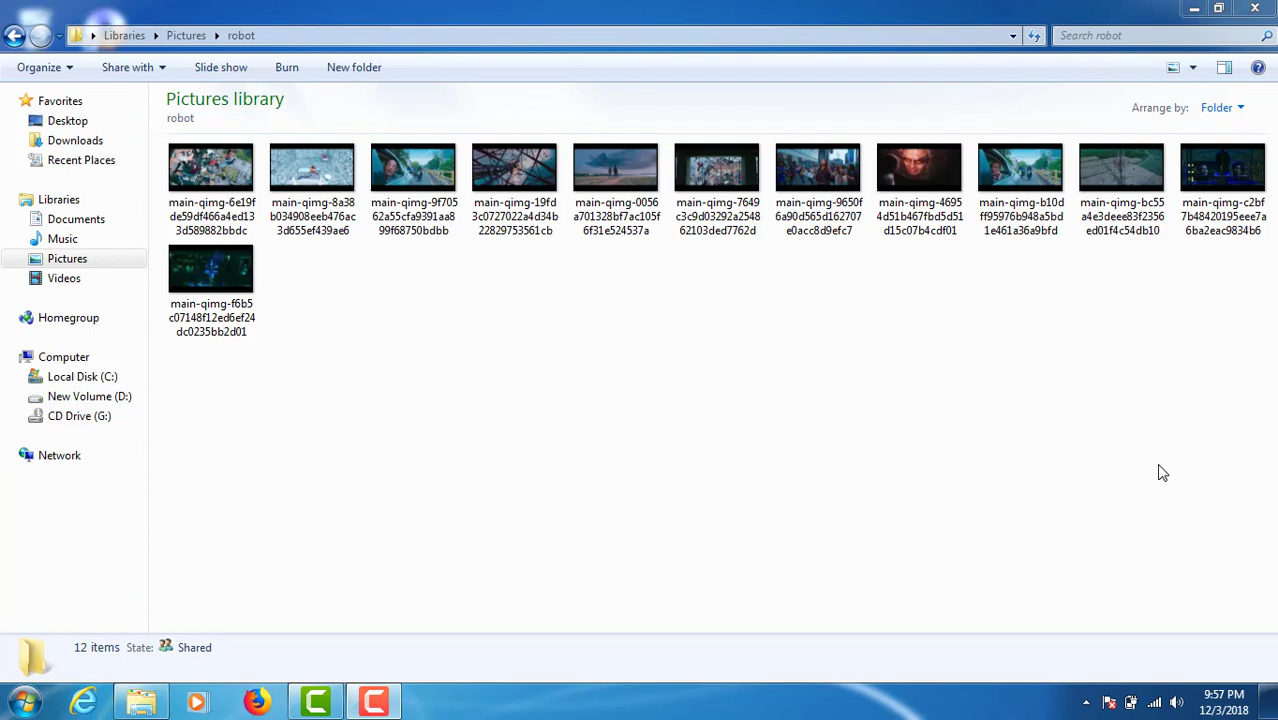 Libraries Pictures robot
Search robot
Organize Share with Slide show Burn New folder
Favorites
Desktop
Downloads
Recent Places
Libraries
Documents
Music
Pictures
Videos
Homegroup
Computer
Local Disk (C:)
New Volume (D:)
CD Drive (G:)
Network
Pictures library
robot
Arrange by: Folder
main-qimg-6e19f
de59df466a4ed13
3d589882bbdc
main-qimg-8a38
b034908eeb476ac
3d655ef439ae6
main-qimg-9f705
62a55cfa9391aa8
99f68750bdbb
main-qimg-19fd
3c0727022a4d34b
22829753561cb
main-qimg-0056
a701328bf7ac105f
6f31e524537a
main-qimg-7649
c3c9d0329282548
62103ded7762d
main-qimg-9650f
6a90d565d162707
e0acc8d9efc7
main-qimg-4695
4d51b467fbd5d51
d15c07b4cdf01
main-qimg-b10d
ff95976b948a5bd
1e461a36a9bfd
main-qimg-bc55
a4e3deee83f2356
ed01f4c54db10
main-qimg-c2bf
7b48420195eee7a
6ba2eac9834b6
main-qimg-f6b5
c07148f12ed6ef24
dc0235bb2d01
12 items State: Shared
9:57 PM
12/3/2018